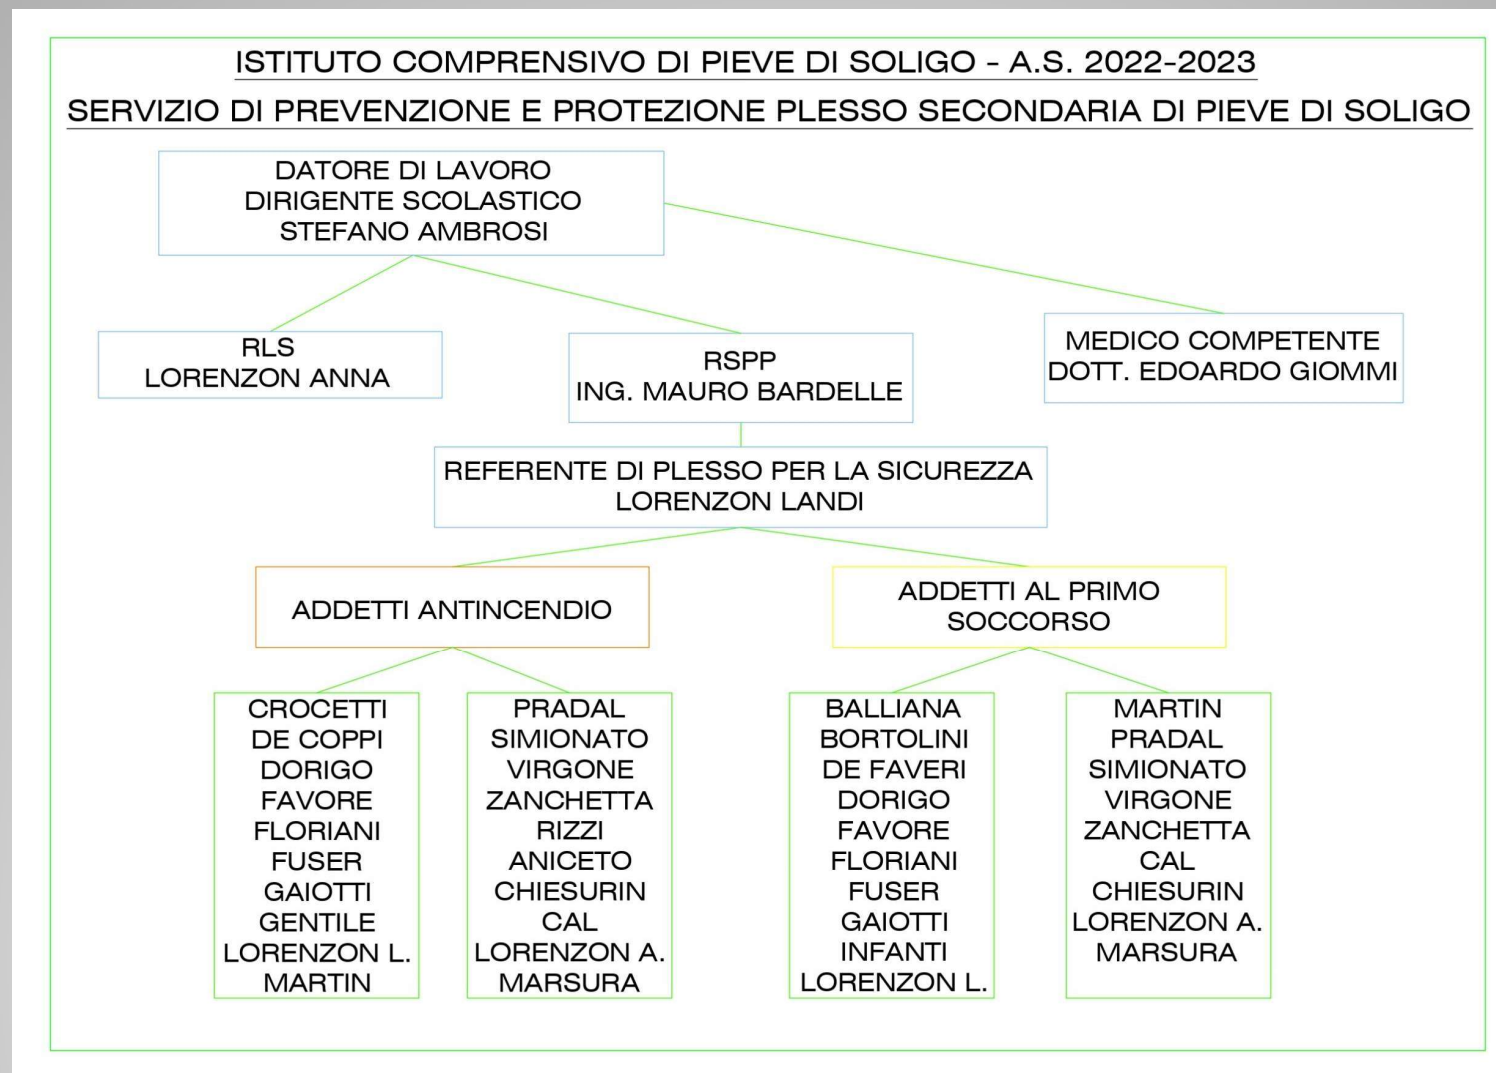 ISTITUTO COMPRENSIVO DI PIEVE DI SOLIGO - A.S. 2022-2023
SERVIZIO DI PREVENZIONE E PROTEZIONE PLESSO SECONDARIA DI PIEVE DI SOLIGO
DATORE DI LAVORO
DIRIGENTE SCOLASTICO
STEFANO AMBROSI
RLS
LORENZON ANNA
RSPP
ING. MAURO BARDELLE
MEDICO COMPETENTE
DOTT. EDOARDO GIOMMI
REFERENTE DI PLESSO PER LA SICUREZZA
LORENZON LANDI
ADDETTI ANTINCENDIO
ADDETTI AL PRIMO
SOCCORSO
CROCETTI
DE COPPI
DORIGO
FAVORE
FLORIANI
FUSER
GAIOTTI
GENTILE
LORENZON L.
MARTIN
PRADAL
SIMIONATO
VIRGONE
ZANCHETTA
RIZZI
ANICETO
CHIESURIN
CAL
LORENZON A.
MARSURA
BALLIANA
BORTOLINI
DE FAVERI
DORIGO
FAVORE
FLORIANI
FUSER
GAIOTTI
INFANTI
LORENZON L.
MARTIN
PRADAL
SIMIONATO
VIRGONE
ZANCHETTA
CAL
CHIESURIN
LORENZON A.
MARSURA